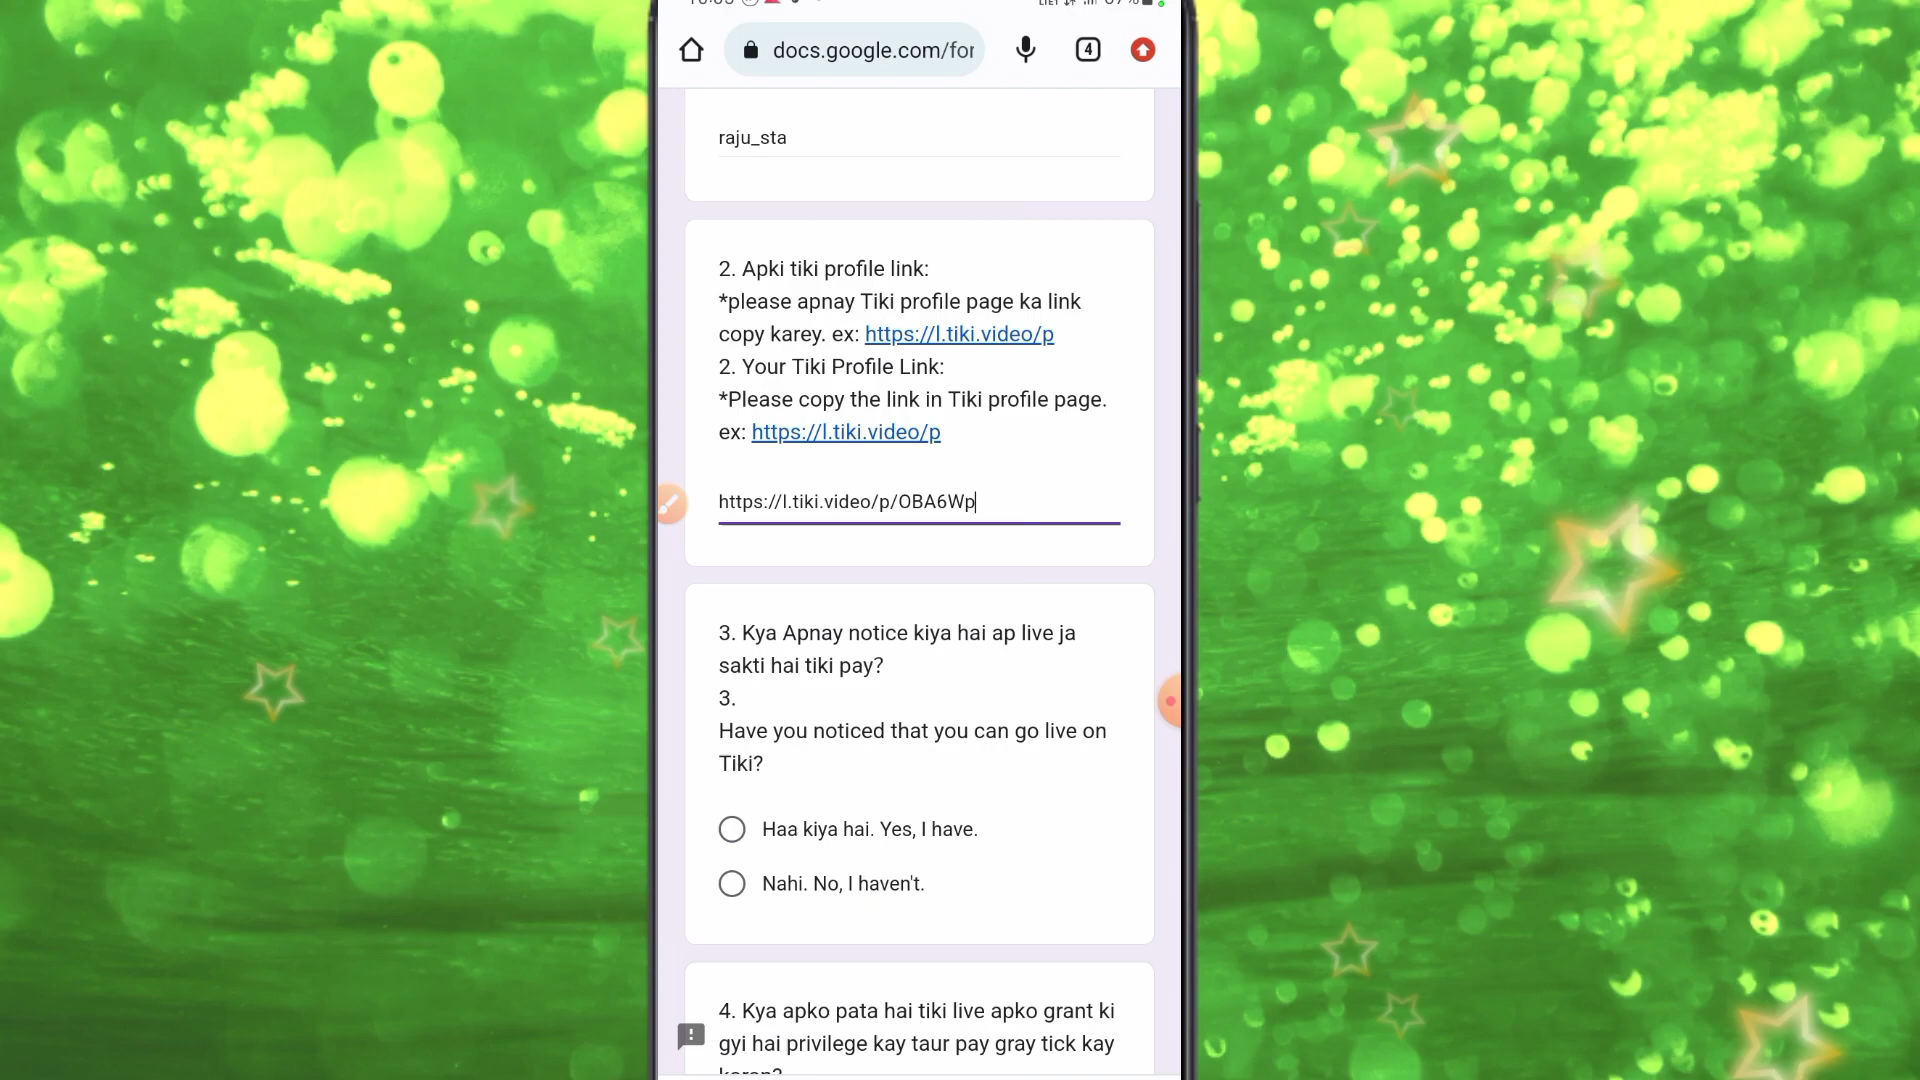 docs.google.com/for
4
raju_sta
2. Apki tiki profile link:
*please apnay Tiki profile page ka link
copy karey. ex: https://l.tiki.video/p
2. Your Tiki Profile Link:
*Please copy the link in Tiki profile page.
ex: https://l.tiki.video/p
https://l.tiki.video/p/OBA6Wp
3. Kya Apnay notice kiya hai ap live ja
sakti hai tiki pay?
3.
Have you noticed that you can go live on
Tiki?
Haa kiya hai. Yes, I have.
Nahi. No, I haven't.
4. Kya apko pata hai tiki live apko grant ki
gyi hai privilege kay taur pay gray tick kay